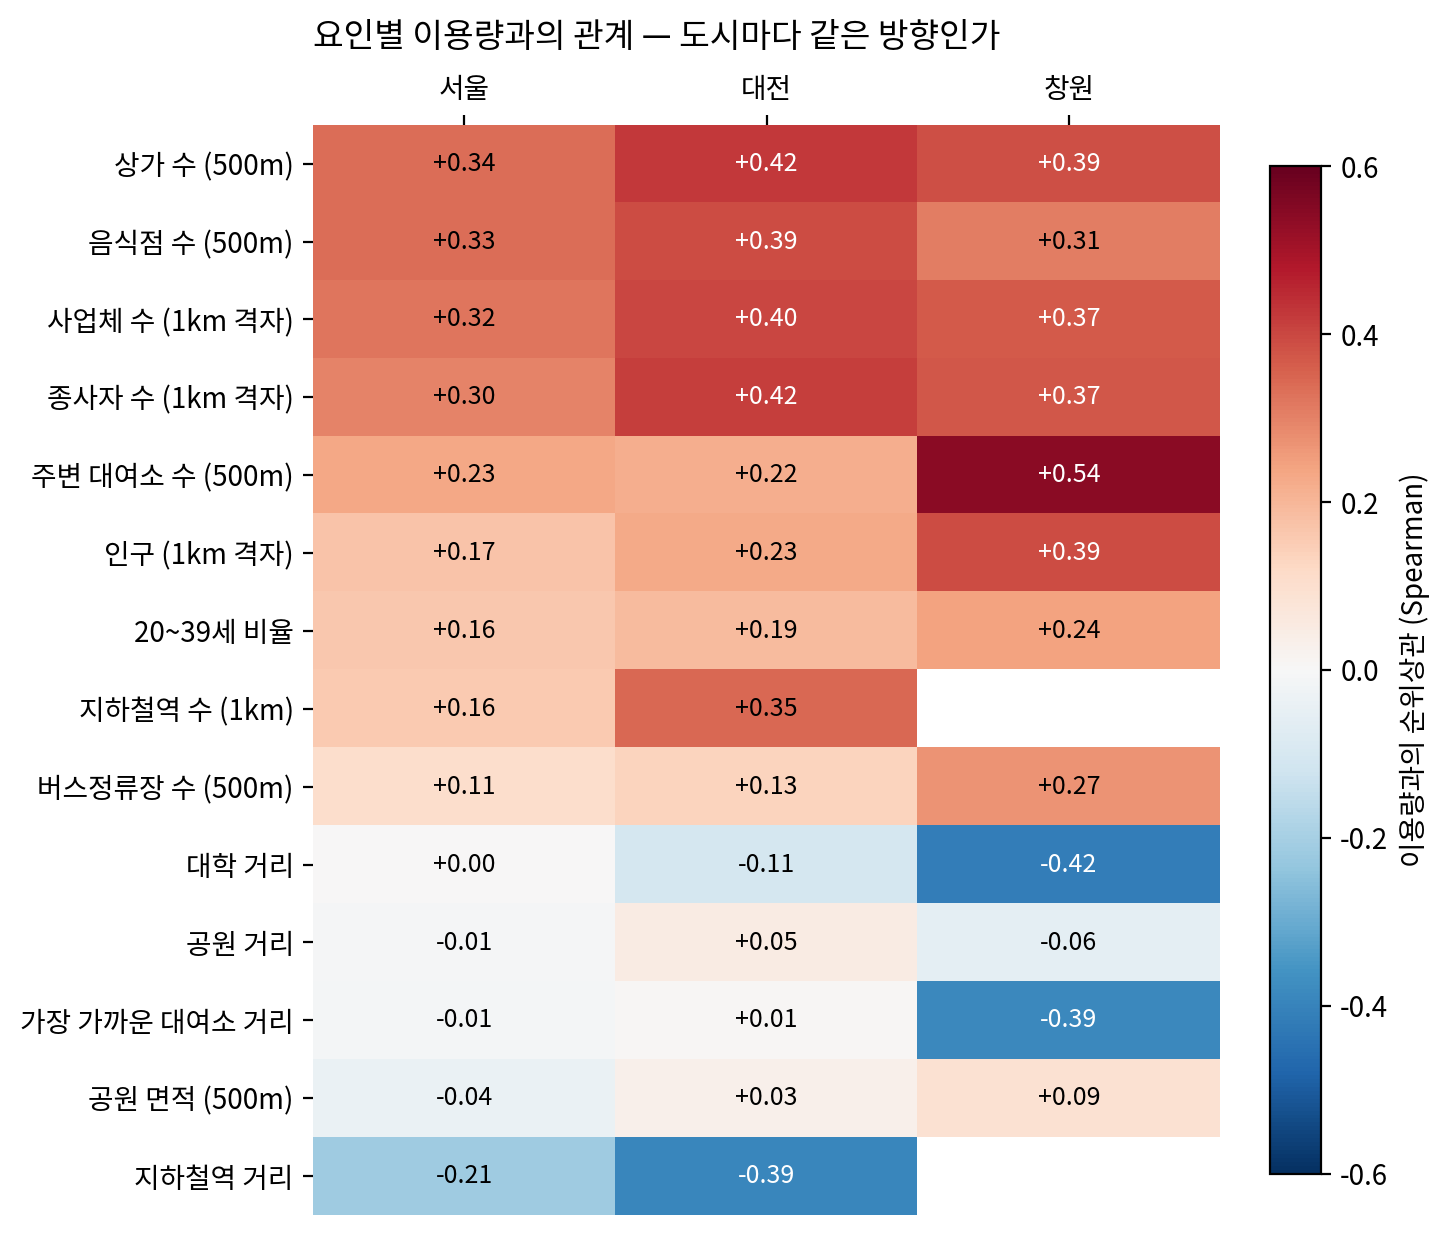 요인별 이용량과의 관계 — 도시마다 같은 방향인가
서울 대전 창원
상가 수 (500m) +0.34 +0.42 +0.39
음식점 수 (500m) +0.33 +0.39 +0.31
사업체 수 (1km 격자) +0.32 +0.40 +0.37
종사자 수 (1km 격자) +0.30 +0.42 +0.37
주변 대여소 수 (500m) +0.23 +0.22 +0.54
인구 (1km 격자) +0.17 +0.23 +0.39
20~39세 비율 +0.16 +0.19 +0.24
지하철역 수 (1km) +0.16 +0.35
버스정류장 수 (500m) +0.11 +0.13 +0.27
대학 거리 +0.00 -0.11 -0.42
공원 거리 -0.01 +0.05 -0.06
가장 가까운 대여소 거리 -0.01 +0.01 -0.39
공원 면적 (500m) -0.04 +0.03 +0.09
지하철역 거리 -0.21 -0.39
0.6
0.4
0.2
0.0
-0.2
-0.4
-0.6
이용량과의 순위상관 (Spearman)